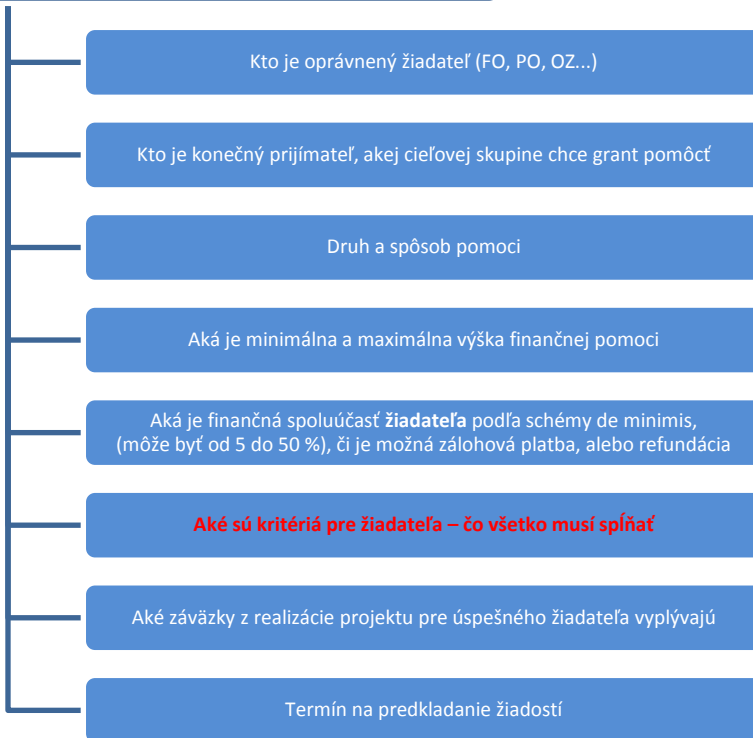 Kto je oprávnený žiadateľ (FO, PO, OZ...)
Kto je konečný prijímateľ, akej cieľovej skupine chce grant pomôcť
Druh a spôsob pomoci
Aká je minimálna a maximálna výška finančnej pomoci
Aká je finančná spoluúčasť žiadateľa podľa schémy de minimis,
(môže byť od 5 do 50 %), či je možná zálohová platba, alebo refundácia
Aké sú kritériá pre žiadateľa – čo všetko musí spĺňať
Aké záväzky z realizácie projektu pre úspešného žiadateľa vyplývajú
Termín na predkladanie žiadostí